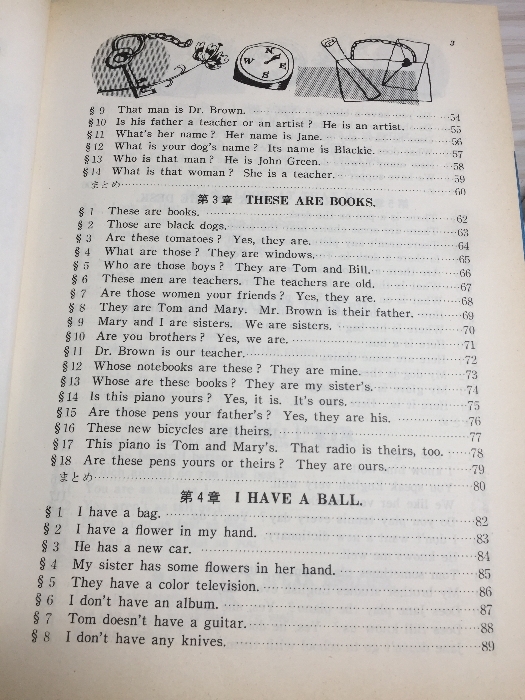 3
N
E
S
W
§ 9 That man is Dr. Brown. 54
§ 10 Is his father a teacher or an artist? He is an artist. 55
§ 11 What's her name? Her name is Jane. 56
§ 12 What is your dog's name? Its name is Blackie. 57
§ 13 Who is that man? He is John Green. 58
§ 14 What is that woman? She is a teacher. 59
まとめ 60
第3章 THESE ARE BOOKS.
§ 1 These are books. 62
§ 2 Those are black dogs. 63
§ 3 Are these tomatoes? Yes, they are. 64
§ 4 What are those? They are windows. 65
§ 5 Who are those boys? They are Tom and Bill. 66
§ 6 These men are teachers. The teachers are old. 67
§ 7 Are those women your friends? Yes, they are. 68
§ 8 They are Tom and Mary. Mr. Brown is their father. 69
§ 9 Mary and I are sisters. We are sisters. 70
§ 10 Are you brothers? Yes, we are. 71
§ 11 Dr. Brown is our teacher. 72
§ 12 Whose notebooks are these? They are mine. 73
§ 13 Whose are these books? They are my sister's. 74
§ 14 Is this piano yours? Yes, it is. It's ours. 75
§ 15 Are those pens your father's? Yes, they are his. 76
§ 16 These new bicycles are theirs. 77
§ 17 This piano is Tom and Mary's. That radio is theirs, too. 78
§ 18 Are these pens yours or theirs? They are ours. 79
まとめ 80
第4章 I HAVE A BALL.
§ 1 I have a bag. 82
§ 2 I have a flower in my hand. 83
§ 3 He has a new car. 84
§ 4 My sister has some flowers in her hand. 85
§ 5 They have a color television. 86
§ 6 I don't have an album. 87
§ 7 Tom doesn't have a guitar. 88
§ 8 I don't have any knives. 89